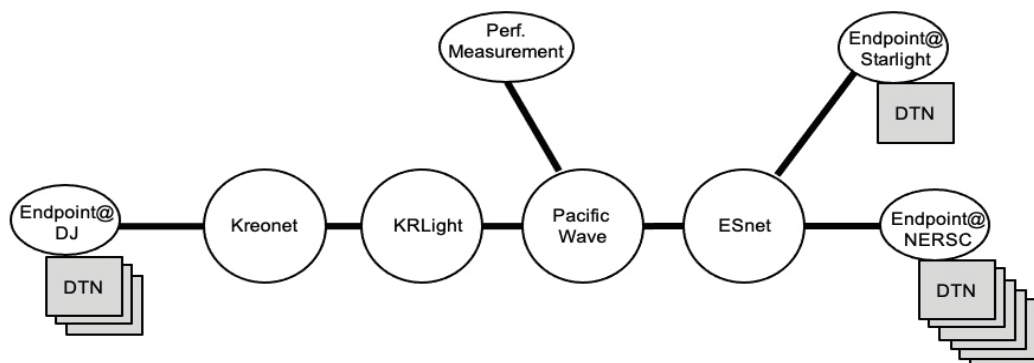 Perf.
Measurement
Endpoint@
Starlight
DTN
Endpoint@
DJ
Kreonet
KRLight
Pacific
Wave
ESnet
Endpoint@
NERSC
DTN
DTN